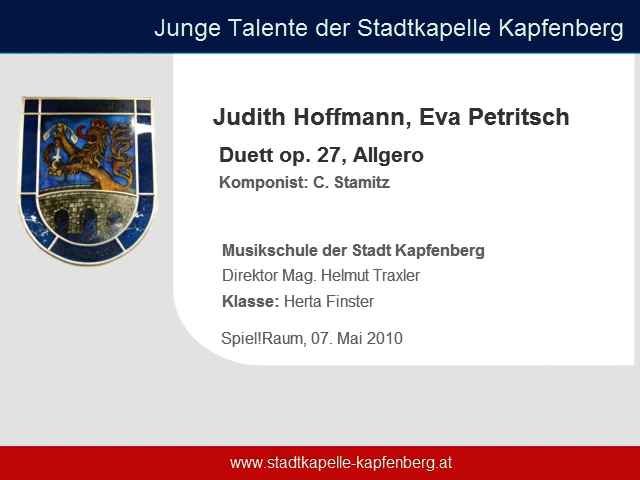 Junge Talente der Stadtkapelle Kapfenberg
Judith Hoffmann, Eva Petritsch
Duett op. 27, Allgero
Komponist: C. Stamitz
Musikschule der Stadt Kapfenberg
Direktor Mag. Helmut Traxler
Klasse: Herta Finster
Spiel!Raum, 07. Mai 2010
www.stadtkapelle-kapfenberg.at